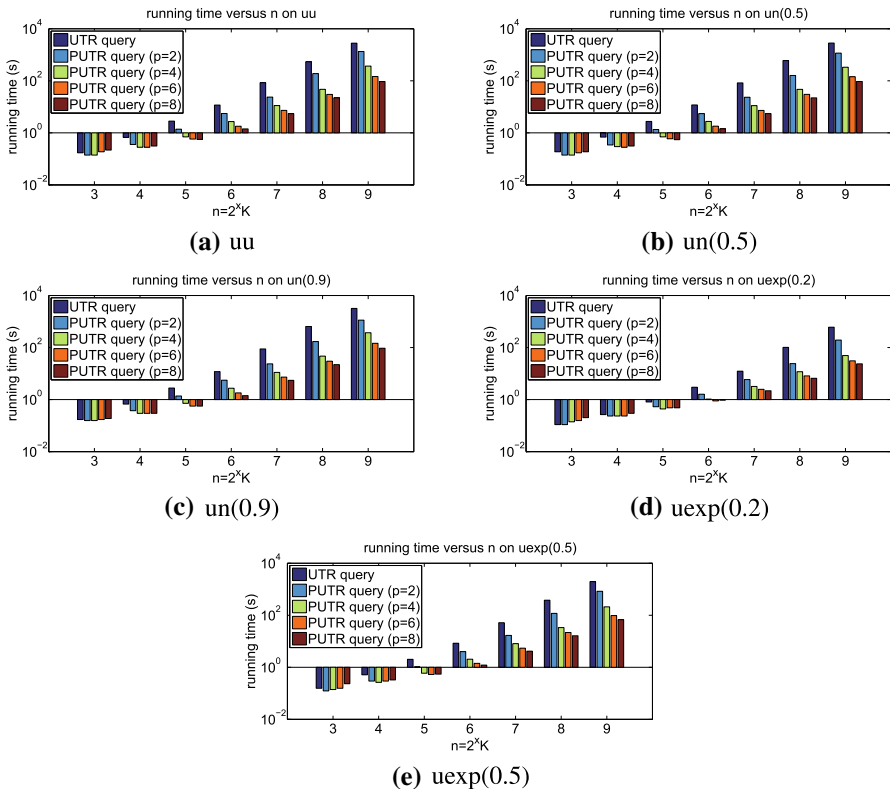 running time versus n on uu
running time (s)
10^4
10^2
10^0
10^−2
UTR query
PUTR query (p=2)
PUTR query (p=4)
PUTR query (p=6)
PUTR query (p=8)
3 4 5 6 7 8 9
n=2^xK
(a) uu
running time versus n on un(0.5)
running time (s)
10^4
10^2
10^0
10^−2
UTR query
PUTR query (p=2)
PUTR query (p=4)
PUTR query (p=6)
PUTR query (p=8)
3 4 5 6 7 8 9
n=2^xK
(b) un(0.5)
running time versus n on un(0.9)
running time (s)
10^4
10^2
10^0
10^−2
UTR query
PUTR query (p=2)
PUTR query (p=4)
PUTR query (p=6)
PUTR query (p=8)
3 4 5 6 7 8 9
n=2^xK
(c) un(0.9)
running time versus n on uexp(0.2)
running time (s)
10^4
10^2
10^0
10^−2
UTR query
PUTR query (p=2)
PUTR query (p=4)
PUTR query (p=6)
PUTR query (p=8)
3 4 5 6 7 8 9
n=2^xK
(d) uexp(0.2)
running time versus n on uexp(0.5)
running time (s)
10^4
10^2
10^0
10^−2
UTR query
PUTR query (p=2)
PUTR query (p=4)
PUTR query (p=6)
PUTR query (p=8)
3 4 5 6 7 8 9
n=2^xK
(e) uexp(0.5)